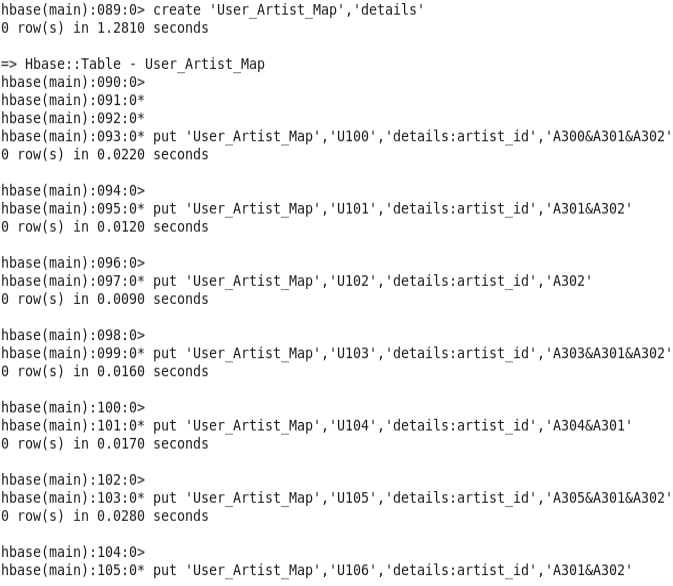 hbase(main):089:0> create 'User_Artist_Map','details'
0 row(s) in 1.2810 seconds
=> Hbase::Table - User_Artist_Map
hbase(main):090:0>
hbase(main):091:0*
hbase(main):092:0*
hbase(main):093:0* put 'User_Artist_Map','U100','details:artist_id','A300&A301&A302'
0 row(s) in 0.0220 seconds
hbase(main):094:0>
hbase(main):095:0* put 'User_Artist_Map','U101','details:artist_id','A301&A302'
0 row(s) in 0.0120 seconds
hbase(main):096:0>
hbase(main):097:0* put 'User_Artist_Map','U102','details:artist_id','A302'
0 row(s) in 0.0090 seconds
hbase(main):098:0>
hbase(main):099:0* put 'User_Artist_Map','U103','details:artist_id','A303&A301&A302'
0 row(s) in 0.0160 seconds
hbase(main):100:0>
hbase(main):101:0* put 'User_Artist_Map','U104','details:artist_id','A304&A301'
0 row(s) in 0.0170 seconds
hbase(main):102:0>
hbase(main):103:0* put 'User_Artist_Map','U105','details:artist_id','A305&A301&A302'
0 row(s) in 0.0280 seconds
hbase(main):104:0>
hbase(main):105:0* put 'User_Artist_Map','U106','details:artist_id','A301&A302'